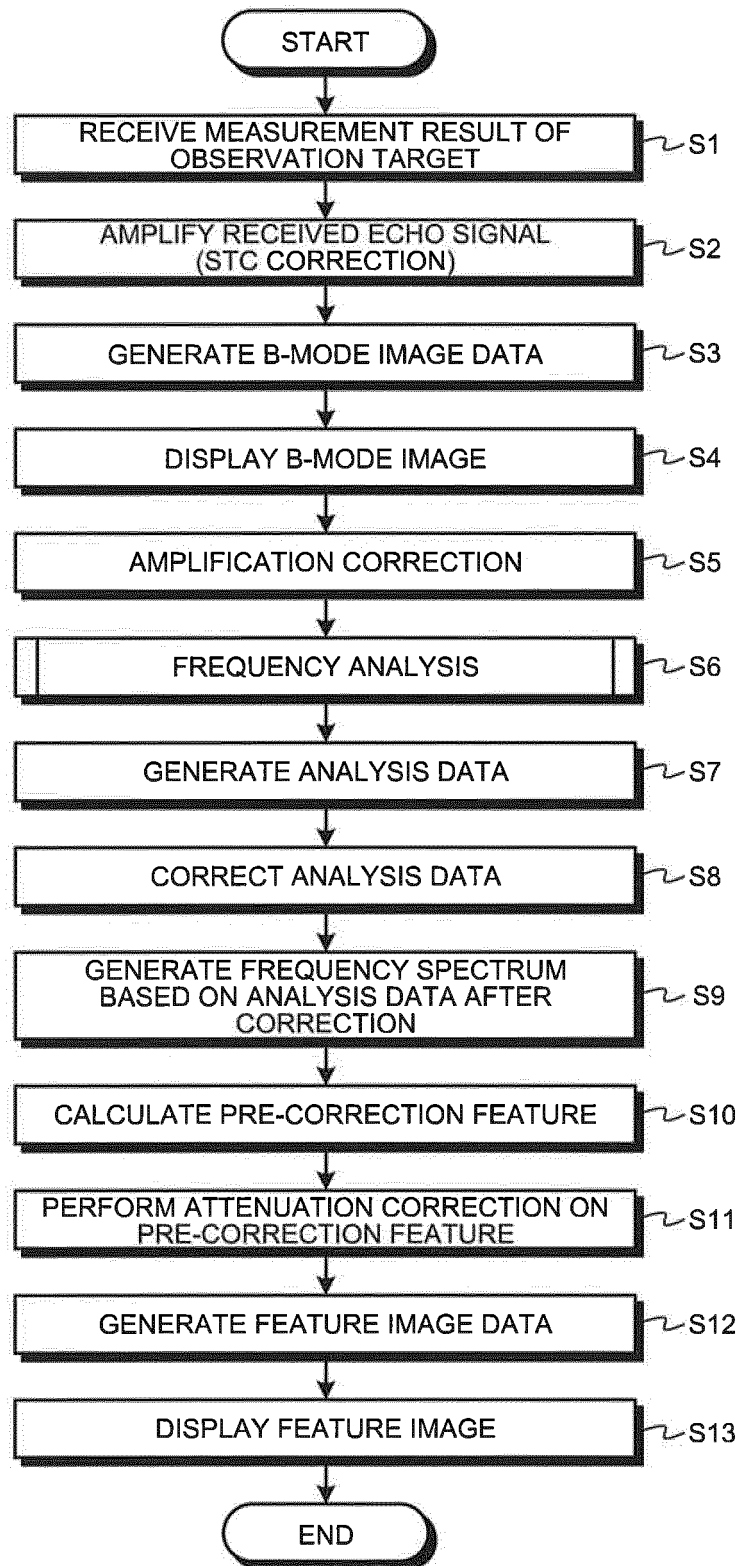 START
RECEIVE MEASUREMENT RESULT OF
OBSERVATION TARGET
S1
AMPLIFY RECEIVED ECHO SIGNAL
(STC CORRECTION)
S2
GENERATE B-MODE IMAGE DATA
S3
DISPLAY B-MODE IMAGE
S4
AMPLIFICATION CORRECTION
S5
FREQUENCY ANALYSIS
S6
GENERATE ANALYSIS DATA
S7
CORRECT ANALYSIS DATA
S8
GENERATE FREQUENCY SPECTRUM
BASED ON ANALYSIS DATA AFTER
CORRECTION
S9
CALCULATE PRE-CORRECTION FEATURE
S10
PERFORM ATTENUATION CORRECTION ON
PRE-CORRECTION FEATURE
S11
GENERATE FEATURE IMAGE DATA
S12
DISPLAY FEATURE IMAGE
S13
END